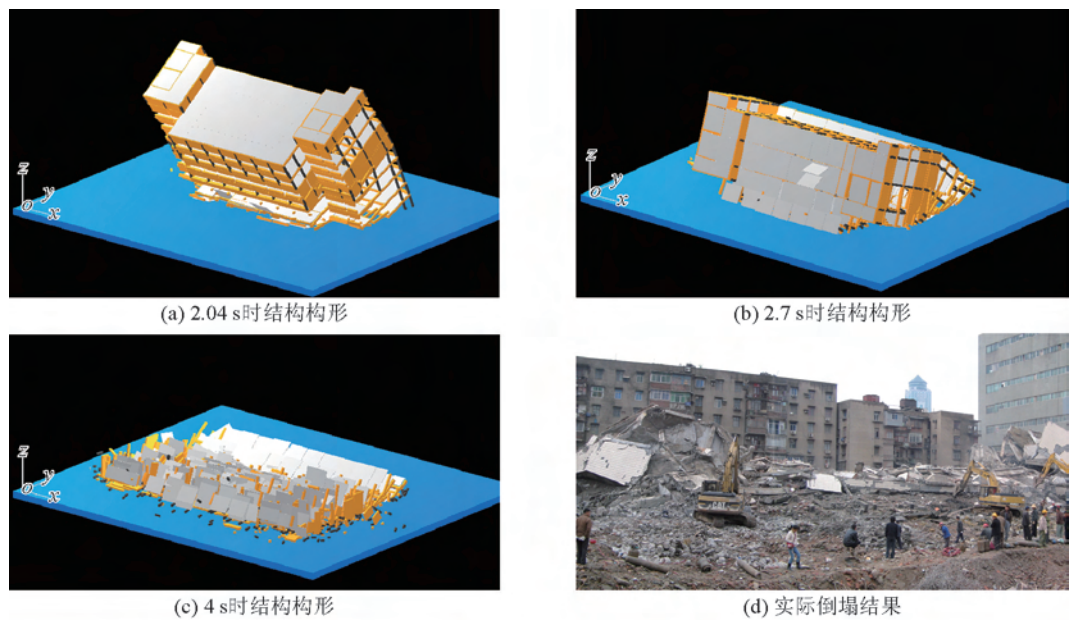 z
y
o
x
z
y
o
x
(a) 2.04 s时结构构形
(b) 2.7 s时结构构形
z
y
o
x
(c) 4 s时结构构形
(d) 实际倒塌结果